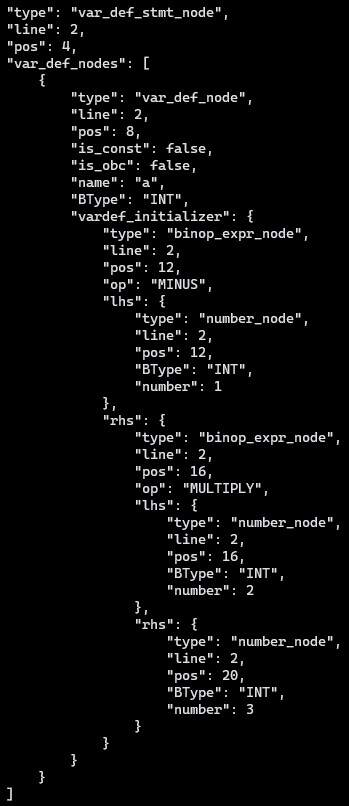 "type": "var_def_stmt_node",
"line": 2,
"pos": 4,
"var_def_nodes": [
    {
        "type": "var_def_node",
        "line": 2,
        "pos": 8,
        "is_const": false,
        "is_obc": false,
        "name": "a",
        "BType": "INT",
        "vardef_initializer": {
            "type": "binop_expr_node",
            "line": 2,
            "pos": 12,
            "op": "MINUS",
            "lhs": {
                "type": "number_node",
                "line": 2,
                "pos": 12,
                "BType": "INT",
                "number": 1
            },
            "rhs": {
                "type": "binop_expr_node",
                "line": 2,
                "pos": 16,
                "op": "MULTIPLY",
                "lhs": {
                    "type": "number_node",
                    "line": 2,
                    "pos": 16,
                    "BType": "INT",
                    "number": 2
                },
                "rhs": {
                    "type": "number_node",
                    "line": 2,
                    "pos": 20,
                    "BType": "INT",
                    "number": 3
                }
            }
        }
    }
]